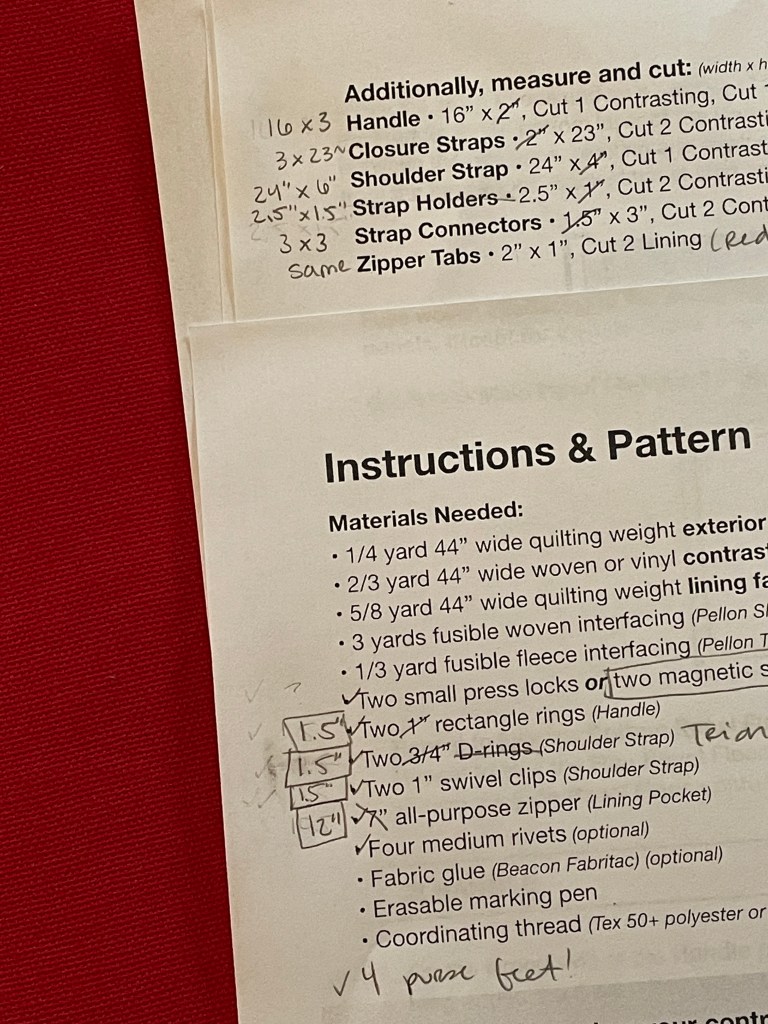 Additionally, measure and cut: (width x h
16 x 3 Handle • 16" x 2", Cut 1 Contrasting, Cut 1
3 x 23~ Closure Straps • 2" x 23", Cut 2 Contrasti
24" x 6" Shoulder Strap • 24" x 4", Cut 1 Contrast
2.5" x 1.5" Strap Holders • 2.5" x 1", Cut 2 Contrasti
3 x 3 Strap Connectors • 1.5" x 3", Cut 2 Cont
same Zipper Tabs • 2" x 1", Cut 2 Lining (Red
Instructions & Pattern
Materials Needed:
• 1/4 yard 44" wide quilting weight exterior
• 2/3 yard 44" wide woven or vinyl contrast
• 5/8 yard 44" wide quilting weight lining fa
• 3 yards fusible woven interfacing (Pellon S
• 1/3 yard fusible fleece interfacing (Pellon T
✓ ? ✓ Two small press locks or two magnetic s
✓ 1.5" ✓ Two 1" rectangle rings (Handle)
✓ 1.5" ✓ Two 3/4" D-rings (Shoulder Strap) Trian
✓ 1.5" ✓ Two 1" swivel clips (Shoulder Strap)
12" ✓ 7" all-purpose zipper (Lining Pocket)
✓ Four medium rivets (optional)
• Fabric glue (Beacon Fabritac) (optional)
• Erasable marking pen
• Coordinating thread (Tex 50+ polyester or
✓ 4 purse feet!